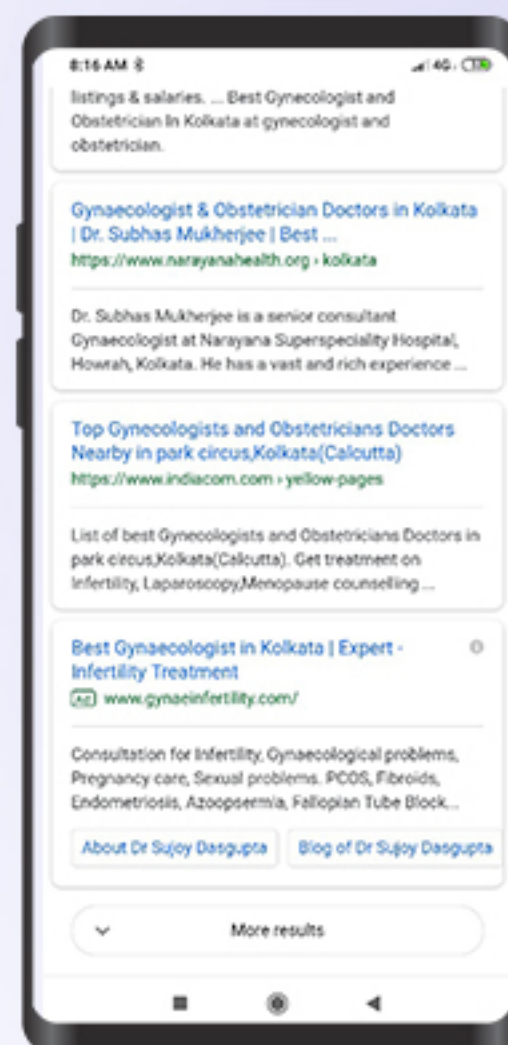 8:16 AM
4G
listings & salaries. ... Best Gynecologist and
Obstetrician In Kolkata at gynecologist and
obstetrician.
Gynaecologist & Obstetrician Doctors in Kolkata
| Dr. Subhas Mukherjee | Best ...
https://www.narayanahealth.org › kolkata
Dr. Subhas Mukherjee is a senior consultant
Gynaecologist at Narayana Superspeciality Hospital,
Howrah, Kolkata. He has a vast and rich experience ...
Top Gynecologists and Obstetricians Doctors
Nearby in park circus,Kolkata(Calcutta)
https://www.indiacom.com › yellow-pages
List of best Gynecologists and Obstetricians Doctors in
park circus,Kolkata(Calcutta). Get treatment on
Infertility, Laparoscopy,Menopause counselling ...
Best Gynaecologist in Kolkata | Expert -
Infertility Treatment
Ad www.gynaeinfertility.com/
Consultation for Infertility, Gynaecological problems,
Pregnancy care, Sexual problems. PCOS, Fibroids,
Endometriosis, Azoopsermia, Fallopian Tube Block...
About Dr Sujoy Dasgupta
Blog of Dr Sujoy Dasgupta
More results